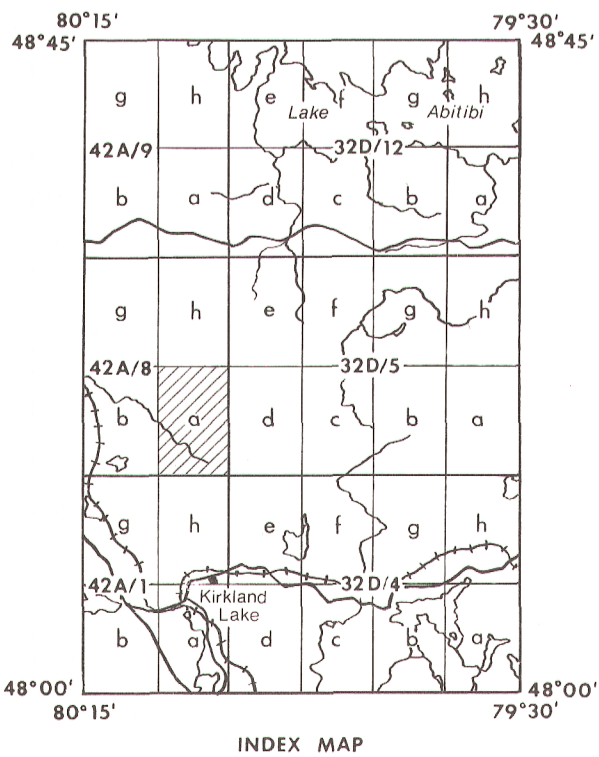 80°15' 79°30'
48°45' 48°45'
g h e f g h
Lake Abitibi
42A/9 32D/12
b a d c b a
g h e f g h
42A/8 32D/5
b a d c b a
g h e f g h
42A/1 32D/4
Kirkland
Lake
b a d c b a
48°00' 48°00'
80°15' 79°30'
INDEX MAP